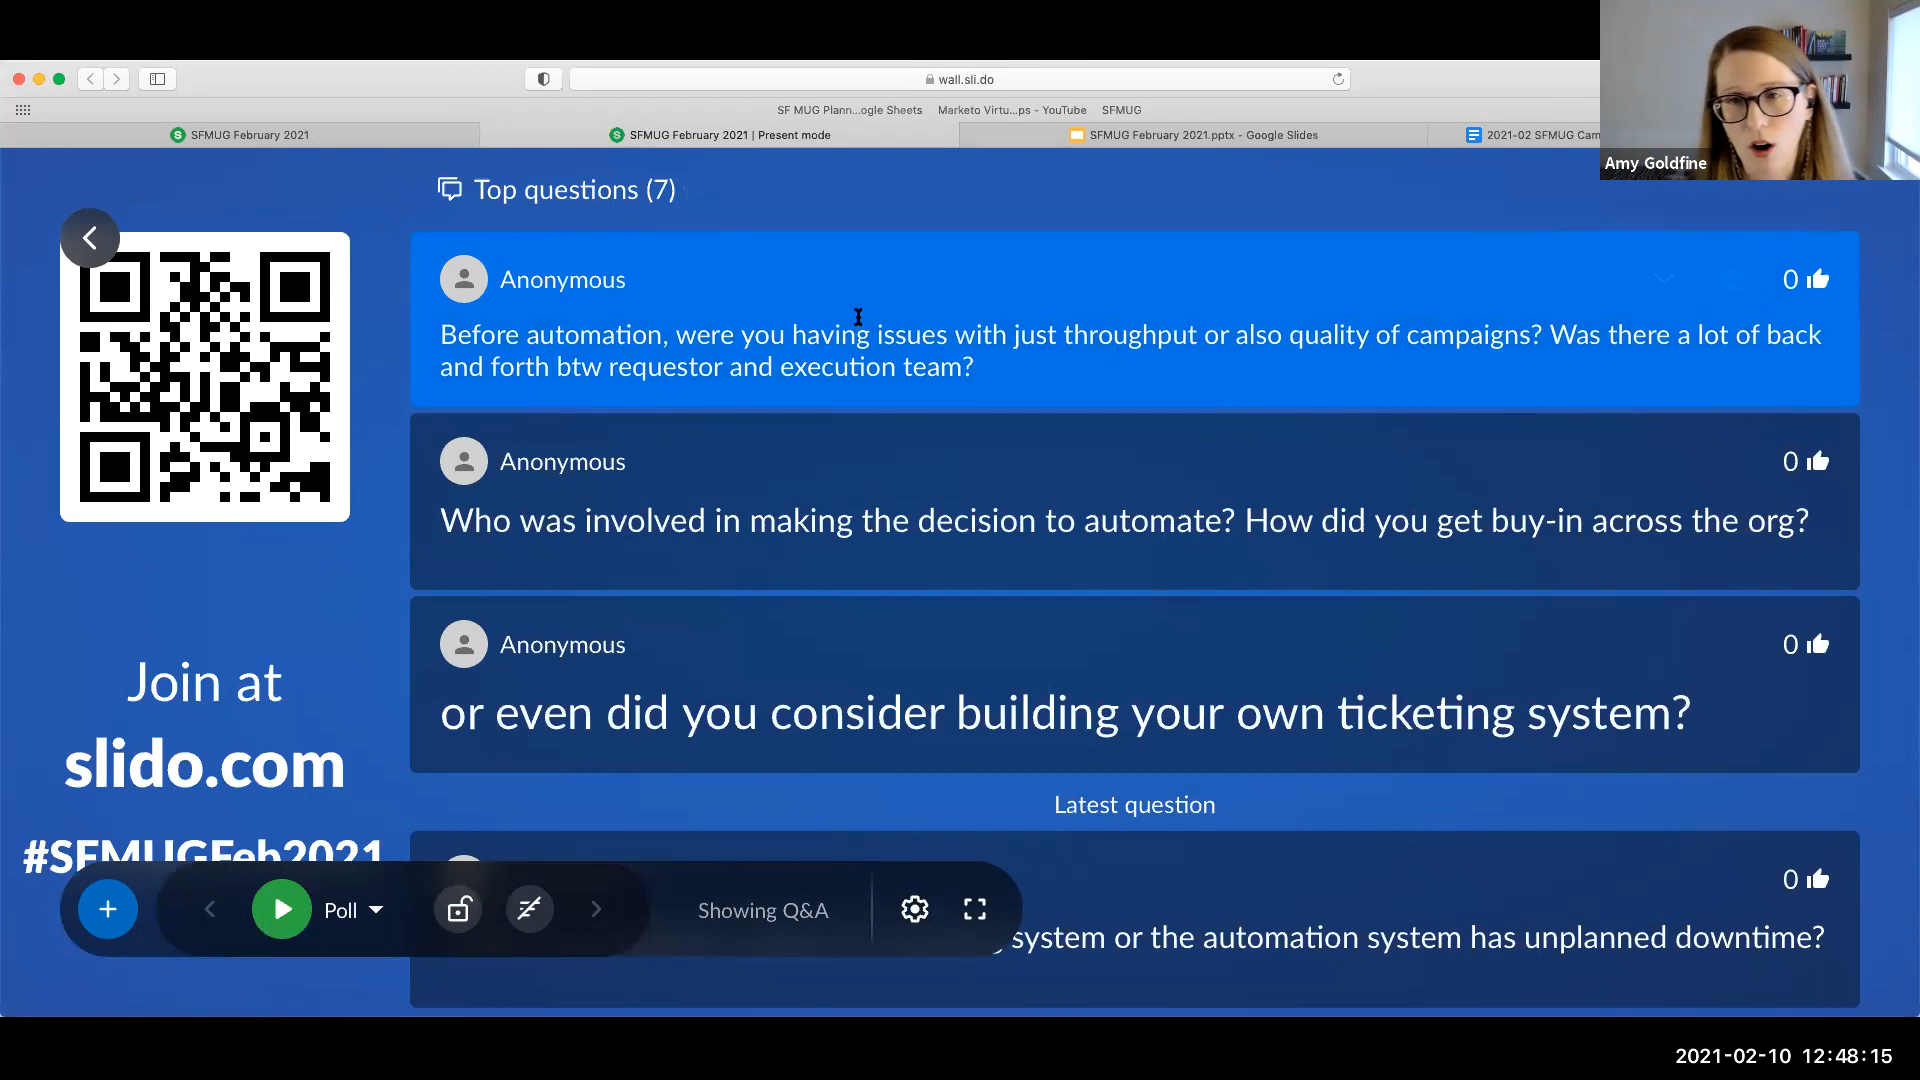 wall.sli.do
SF MUG Plann...ogle Sheets Marketo Virtu...ps - YouTube SFMUG
SFMUG February 2021 SFMUG February 2021 | Present mode SFMUG February 2021.pptx - Google Slides 2021-02 SFMUG Cam
Amy Goldfine
Top questions (7)
Anonymous 0
Before automation, were you having issues with just throughput or also quality of campaigns? Was there a lot of back
and forth btw requestor and execution team?
Anonymous 0
Who was involved in making the decision to automate? How did you get buy-in across the org?
Anonymous 0
or even did you consider building your own ticketing system?
Join at
slido.com
#SFMUGFeb2021
Latest question
0
system or the automation system has unplanned downtime?
Poll
Showing Q&A
2021-02-10 12:48:15